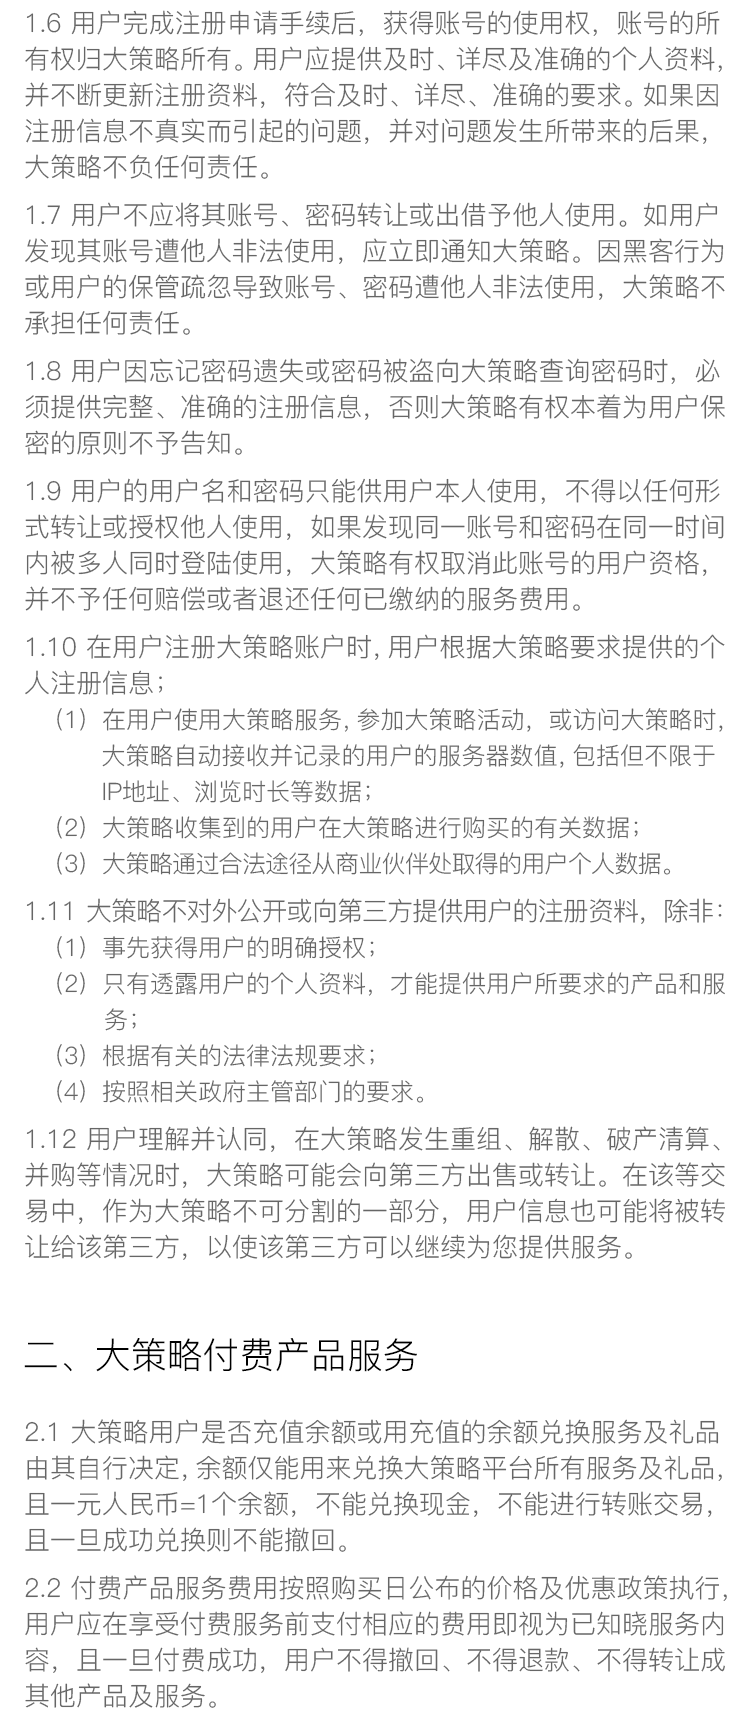 1.6 用户完成注册申请手续后，获得账号的使用权，账号的所
有权归大策略所有。用户应提供及时、详尽及准确的个人资料，
并不断更新注册资料，符合及时、详尽、准确的要求。如果因
注册信息不真实而引起的问题，并对问题发生所带来的后果，
大策略不负任何责任。
1.7 用户不应将其账号、密码转让或出借予他人使用。如用户
发现其账号遭他人非法使用，应立即通知大策略。因黑客行为
或用户的保管疏忽导致账号、密码遭他人非法使用，大策略不
承担任何责任。
1.8 用户因忘记密码遗失或密码被盗向大策略查询密码时，必
须提供完整、准确的注册信息，否则大策略有权本着为用户保
密的原则不予告知。
1.9 用户的用户名和密码只能供用户本人使用，不得以任何形
式转让或授权他人使用，如果发现同一账号和密码在同一时间
内被多人同时登陆使用，大策略有权取消此账号的用户资格，
并不予任何赔偿或者退还任何已缴纳的服务费用。
1.10 在用户注册大策略账户时，用户根据大策略要求提供的个
人注册信息；
（1）在用户使用大策略服务，参加大策略活动，或访问大策略时，
大策略自动接收并记录的用户的服务器数值，包括但不限于
IP地址、浏览时长等数据；
（2）大策略收集到的用户在大策略进行购买的有关数据；
（3）大策略通过合法途径从商业伙伴处取得的用户个人数据。
1.11 大策略不对外公开或向第三方提供用户的注册资料，除非：
（1）事先获得用户的明确授权；
（2）只有透露用户的个人资料，才能提供用户所要求的产品和服
务；
（3）根据有关的法律法规要求；
（4）按照相关政府主管部门的要求。
1.12 用户理解并认同，在大策略发生重组、解散、破产清算、
并购等情况时，大策略可能会向第三方出售或转让。在该等交
易中，作为大策略不可分割的一部分，用户信息也可能将被转
让给该第三方，以使该第三方可以继续为您提供服务。
二、大策略付费产品服务
2.1 大策略用户是否充值余额或用充值的余额兑换服务及礼品
由其自行决定，余额仅能用来兑换大策略平台所有服务及礼品，
且一元人民币=1个余额，不能兑换现金，不能进行转账交易，
且一旦成功兑换则不能撤回。
2.2 付费产品服务费用按照购买日公布的价格及优惠政策执行，
用户应在享受付费服务前支付相应的费用即视为已知晓服务内
容，且一旦付费成功，用户不得撤回、不得退款、不得转让成
其他产品及服务。